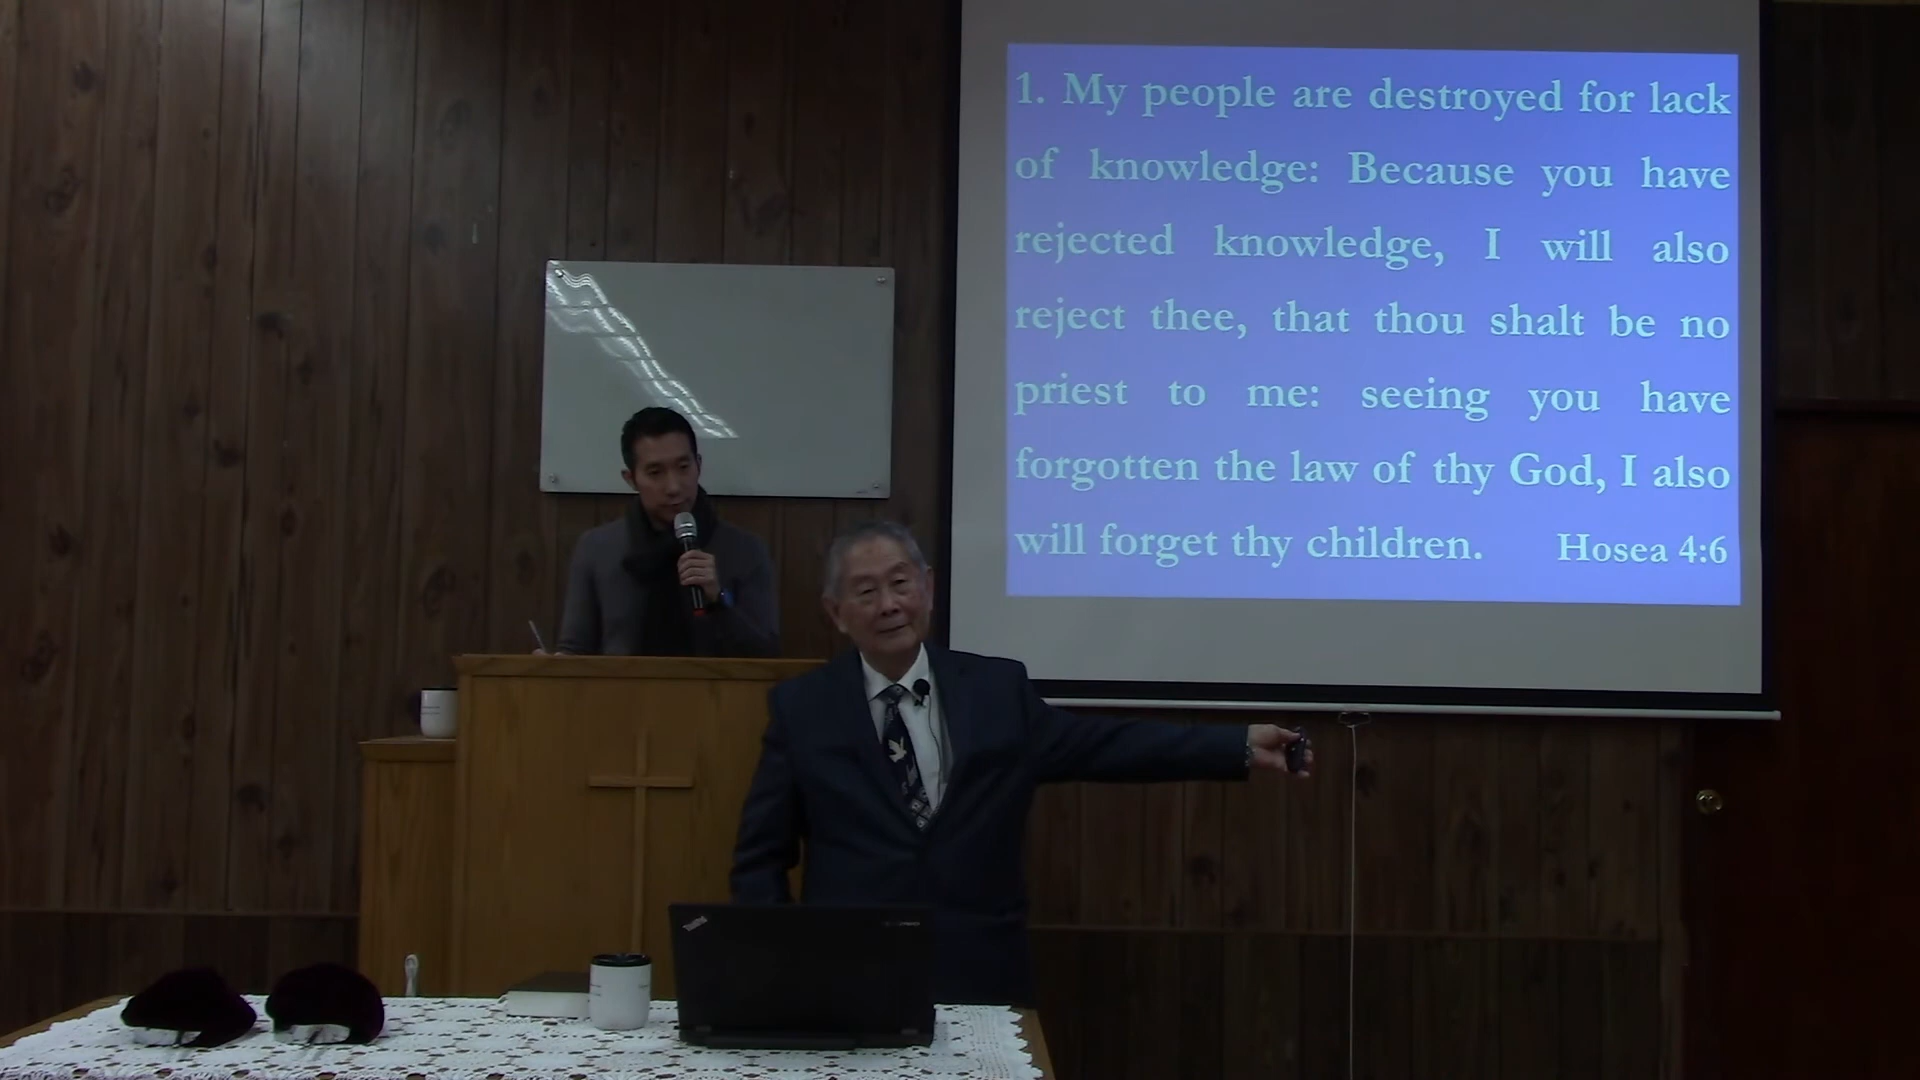 1. My people are destroyed for lack
of knowledge: Because you have
rejected knowledge, I will also
reject thee, that thou shalt be no
priest to me: seeing you have
forgotten the law of thy God, I also
will forget thy children. Hosea 4:6
ThinkPad